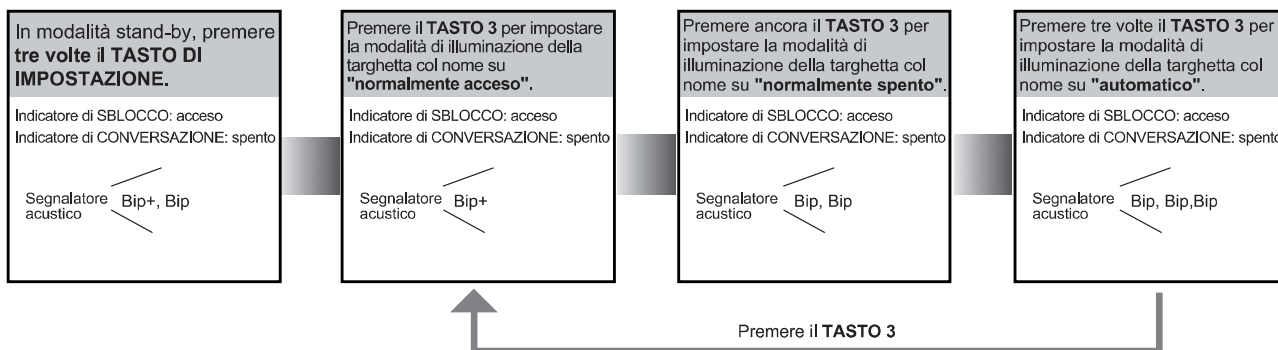 In modalità stand-by, premere
tre volte il TASTO DI
IMPOSTAZIONE.
Indicatore di SBLOCCO: acceso
Indicatore di CONVERSAZIONE: spento
Segnalatore
acustico
Bip+, Bip
Premere il TASTO 3 per impostare
la modalità di illuminazione della
targhetta col nome su
"normalmente acceso".
Indicatore di SBLOCCO: acceso
Indicatore di CONVERSAZIONE: spento
Segnalatore
acustico
Bip+
Premere ancora il TASTO 3 per
impostare la modalità di
illuminazione della targhetta col
nome su "normalmente spento".
Indicatore di SBLOCCO: acceso
Indicatore di CONVERSAZIONE: spento
Segnalatore
acustico
Bip, Bip
Premere tre volte il TASTO 3 per
impostare la modalità di
illuminazione della targhetta col
nome su "automatico".
Indicatore di SBLOCCO: acceso
Indicatore di CONVERSAZIONE: spento
Segnalatore
acustico
Bip, Bip,Bip
Premere il TASTO 3